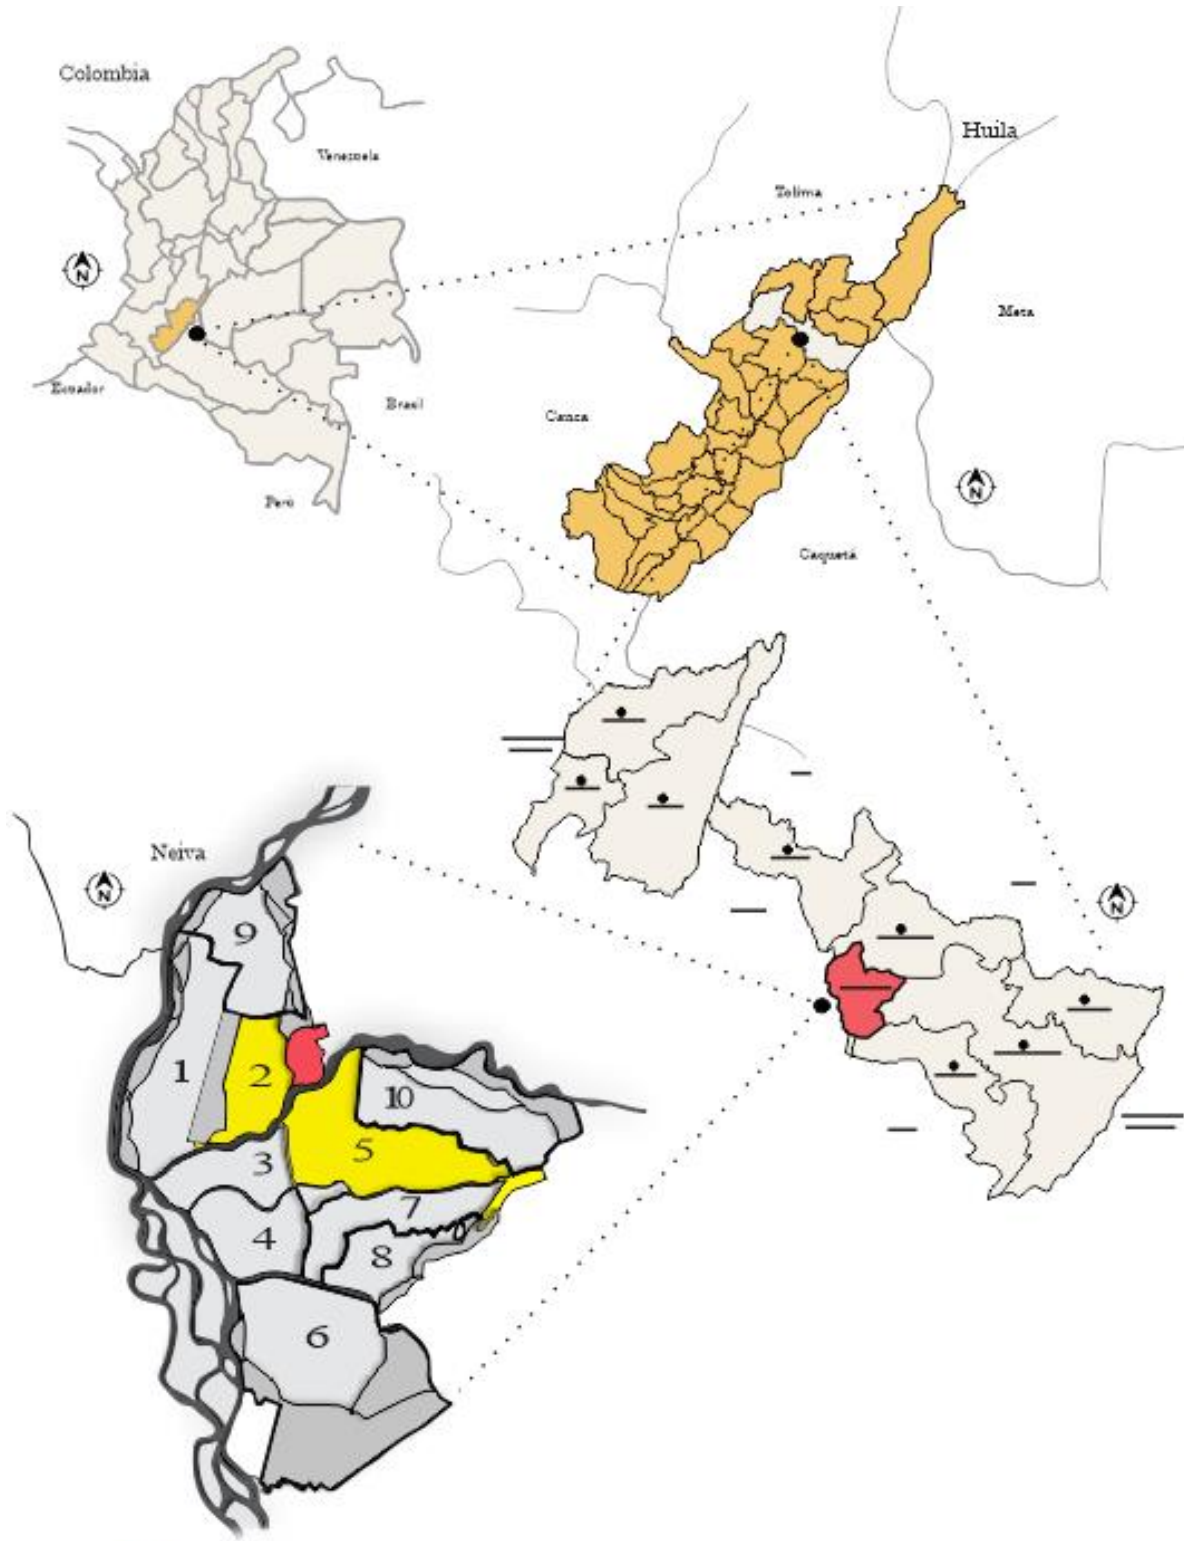 Colombia
Venezuela
N
Ecuador
Brasil
Perú
Huila
Tolima
Meta
Cauca
N
Caquetá
N
Neiva
N
9
1
2
10
3
5
7
4
8
6